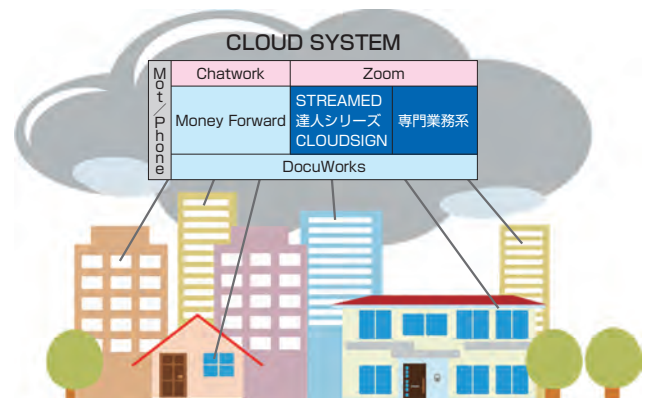 CLOUD SYSTEM
Mot/Phone
Chatwork
Zoom
Money Forward
STREAMED
達人シリーズ
CLOUDSIGN
専門業務系
DocuWorks